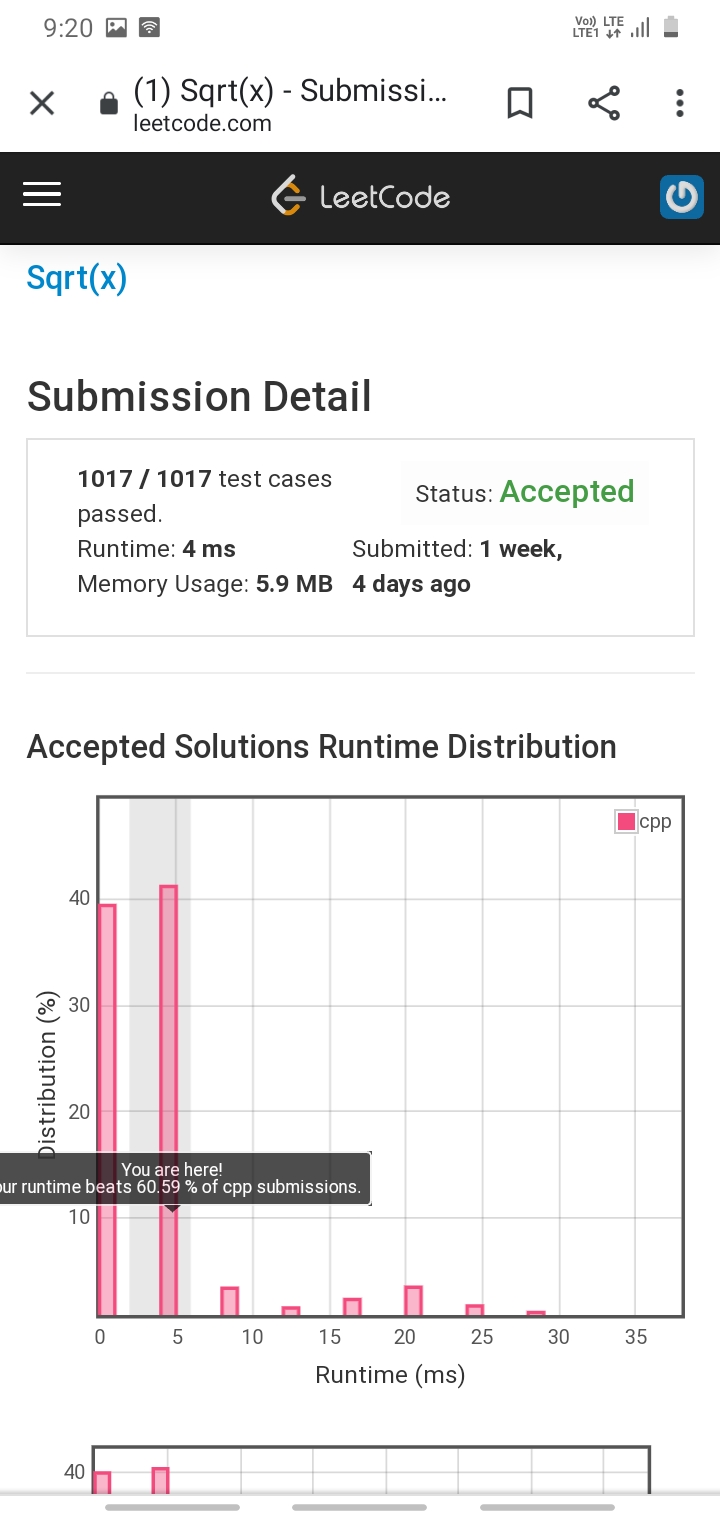 9:20
Vo)) LTE
LTE1
(1) Sqrt(x) - Submissi...
leetcode.com
LeetCode
Sqrt(x)
Submission Detail
1017 / 1017 test cases
passed.
Status: Accepted
Runtime: 4 ms
Submitted: 1 week,
Memory Usage: 5.9 MB
4 days ago
Accepted Solutions Runtime Distribution
cpp
40
30
20
10
Distribution (%)
You are here!
our runtime beats 60.59 % of cpp submissions.
0 5 10 15 20 25 30 35
Runtime (ms)
40